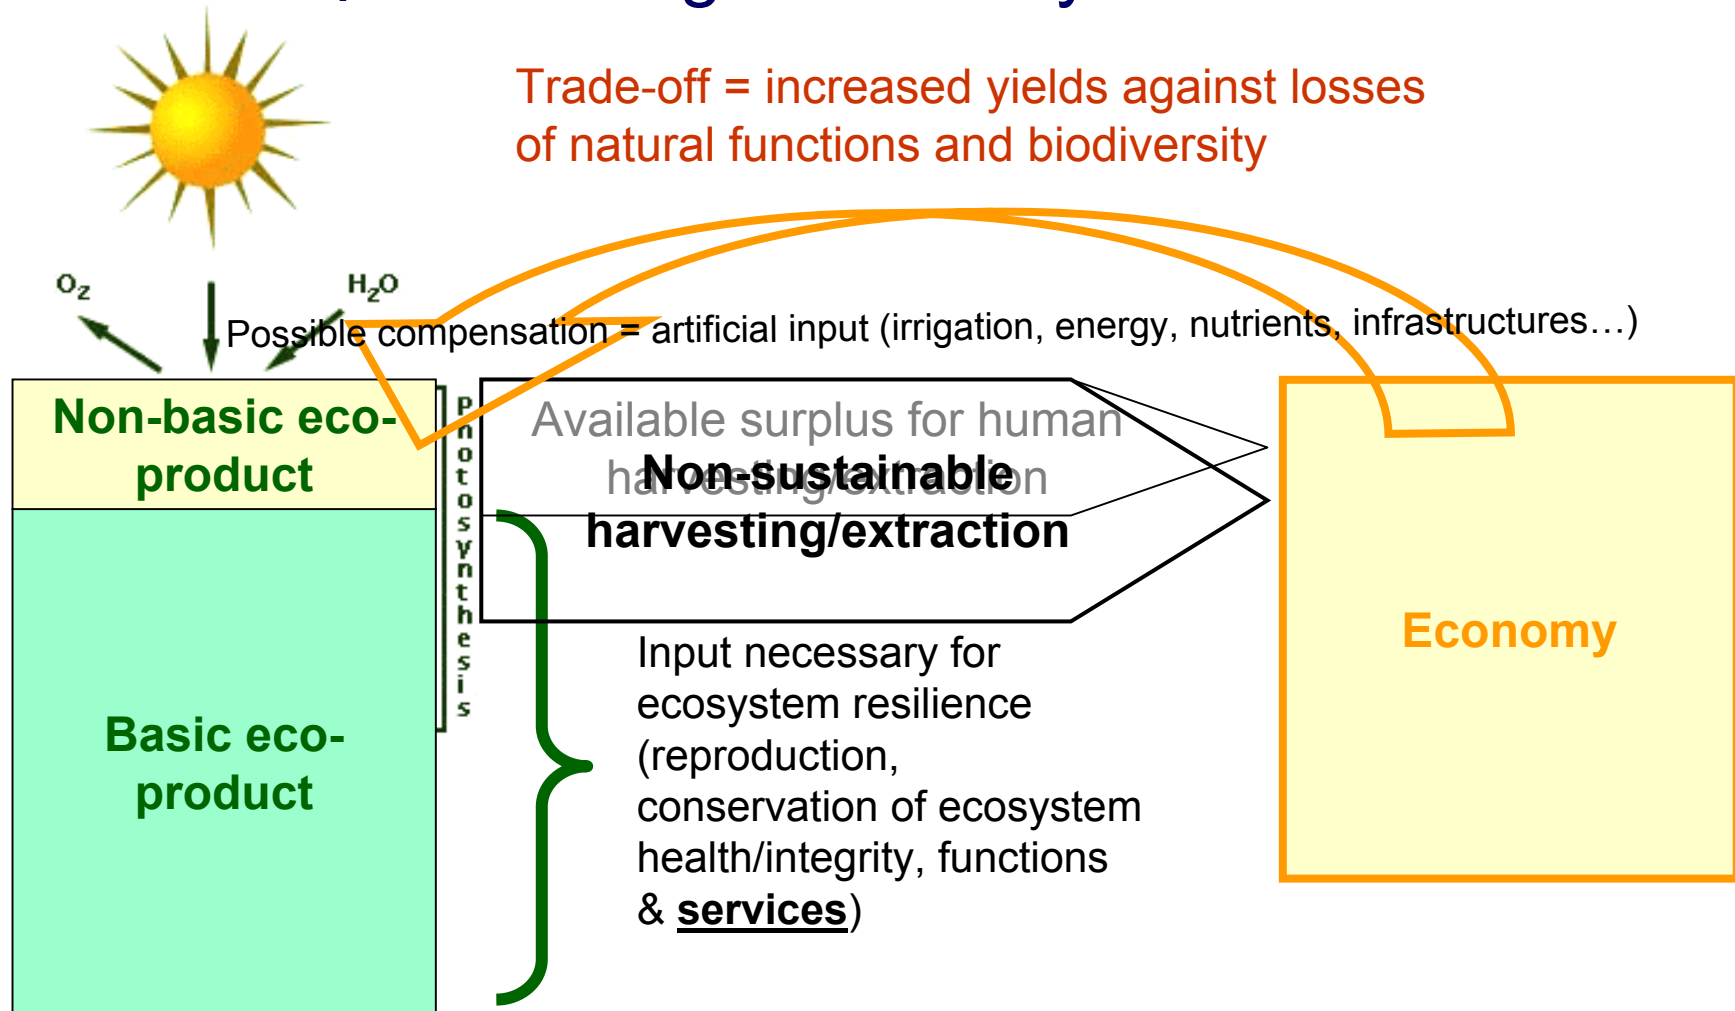 Trade-off = increased yields against losses
of natural functions and biodiversity
O2
H2O
Possible compensation = artificial input (irrigation, energy, nutrients, infrastructures…)
Non-basic eco-
product
Photosynthesis
Available surplus for human
harvesting/extraction
Non-sustainable
harvesting/extraction
Economy
Basic eco-
product
Input necessary for
ecosystem resilience
(reproduction,
conservation of ecosystem
health/integrity, functions
& services)